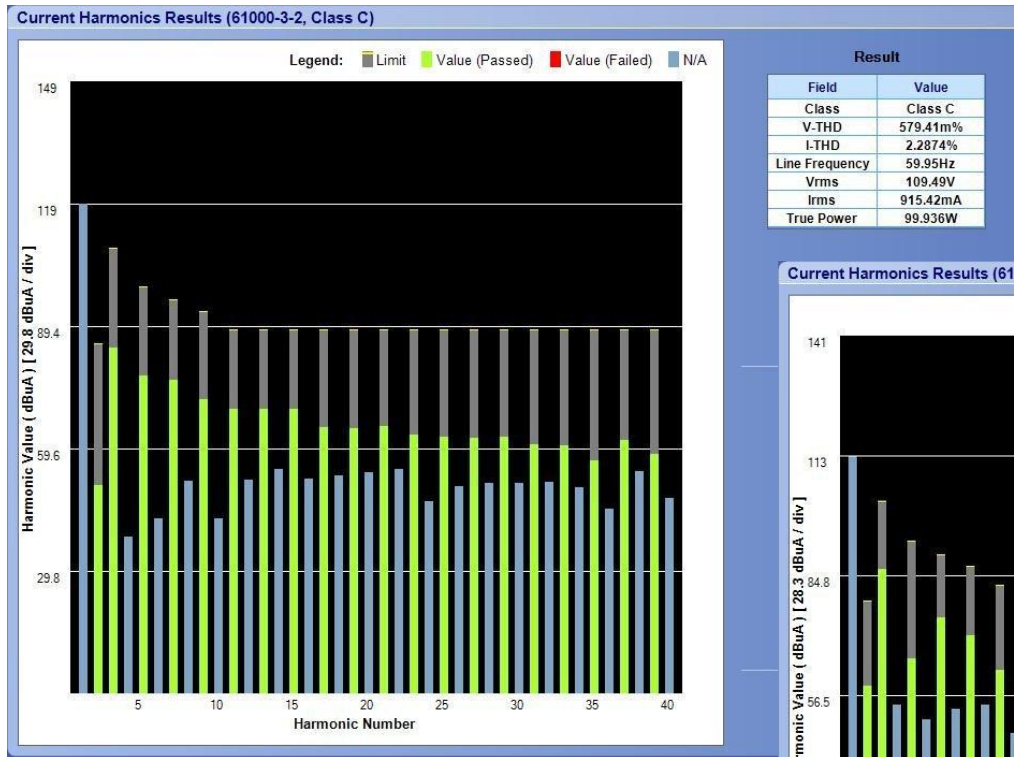 Current Harmonics Results (61000-3-2, Class C)
Legend: Limit Value (Passed) Value (Failed) N/A
149
119
89.4
59.6
29.8
Harmonic Value ( dBuA ) [ 29.8 dBuA / div ]
5 10 15 20 25 30 35 40
Harmonic Number
Result
Field Value
Class Class C
V-THD 579.41m%
I-THD 2.2874%
Line Frequency 59.95Hz
Vrms 109.49V
Irms 915.42mA
True Power 99.936W
Current Harmonics Results (61
141
113
84.8
56.5
rmonic Value ( dBuA ) [ 28.3 dBuA / div ]